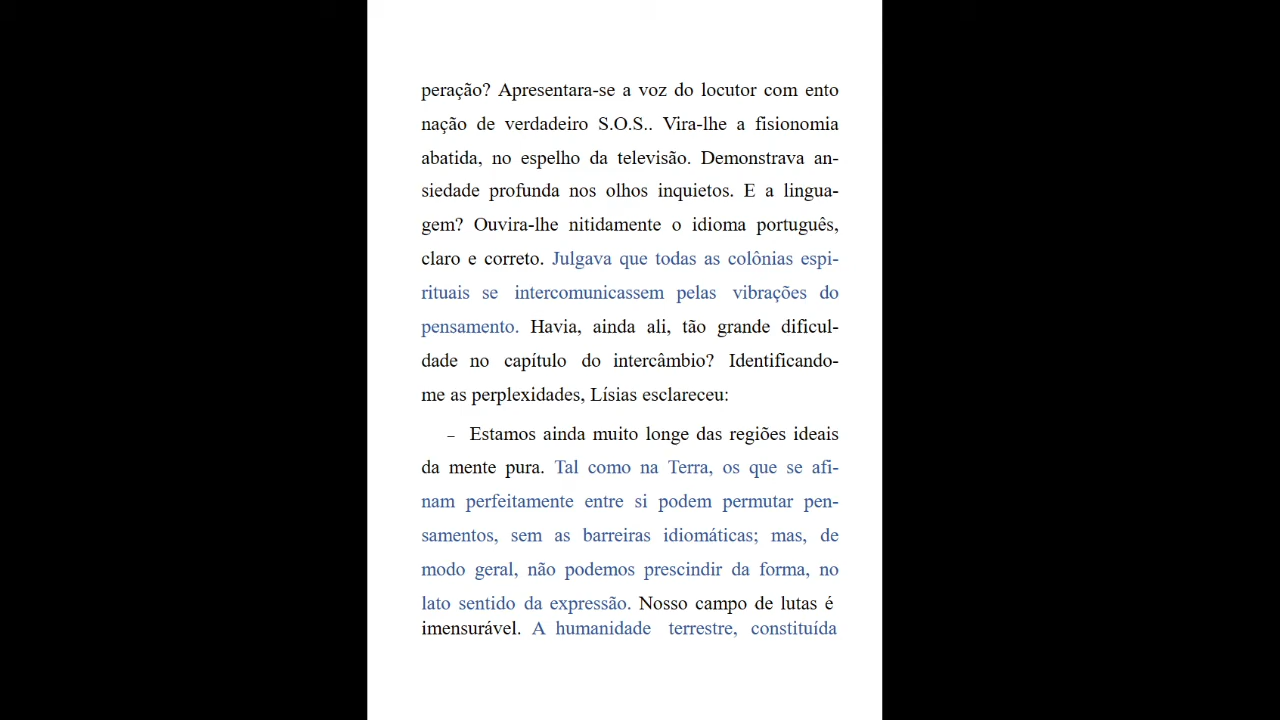 peração? Apresentara-se a voz do locutor com ento
nação de verdadeiro S.O.S.. Vira-lhe a fisionomia
abatida, no espelho da televisão. Demonstrava an-
siedade profunda nos olhos inquietos. E a lingua-
gem? Ouvira-lhe nitidamente o idioma português,
claro e correto. Julgava que todas as colônias espi-
rituais se intercomunicassem pelas vibrações do
pensamento. Havia, ainda ali, tão grande dificul-
dade no capítulo do intercâmbio? Identificando-
me as perplexidades, Lísias esclareceu:
– Estamos ainda muito longe das regiões ideais
da mente pura. Tal como na Terra, os que se afi-
nam perfeitamente entre si podem permutar pen-
samentos, sem as barreiras idiomáticas; mas, de
modo geral, não podemos prescindir da forma, no
lato sentido da expressão. Nosso campo de lutas é
imensurável. A humanidade terrestre, constituída